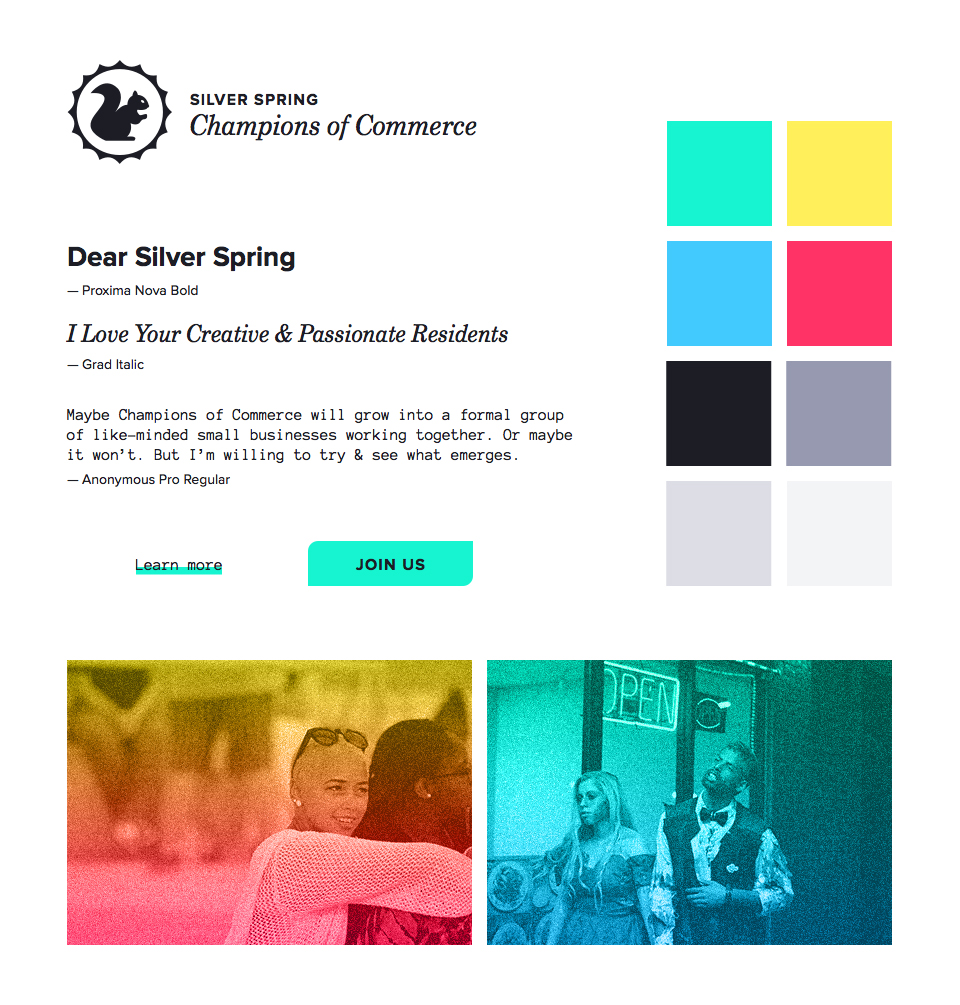 SILVER SPRING
Champions of Commerce
Dear Silver Spring
— Proxima Nova Bold
I Love Your Creative & Passionate Residents
— Grad Italic
Maybe Champions of Commerce will grow into a formal group
of like–minded small businesses working together. Or maybe
it won’t. But I’m willing to try & see what emerges.
— Anonymous Pro Regular
Learn more
JOIN US
OPEN